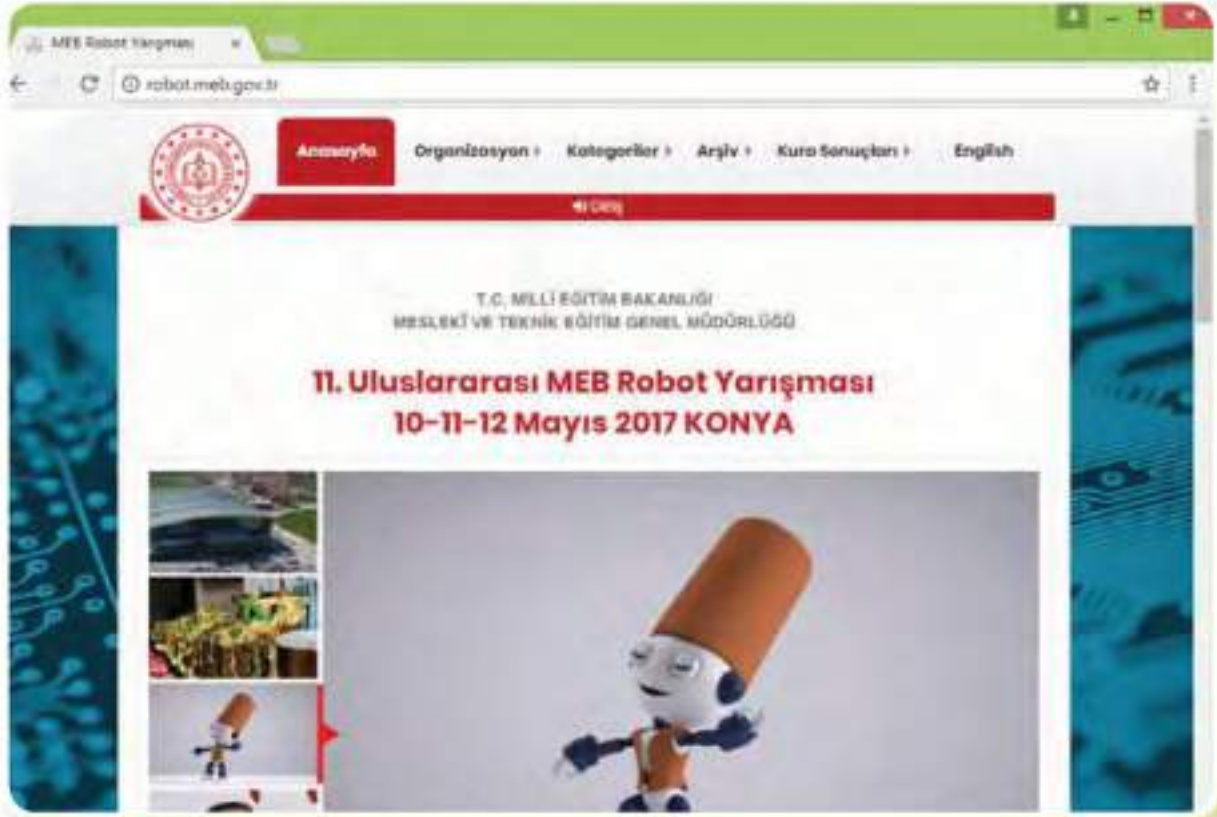 MEB Robot Yarışması
robot.meb.gov.tr
Anasayfa Organizasyon Kategoriler Arşiv Kura Sonuçları English
Giriş
T.C. MİLLİ EĞİTİM BAKANLIĞI
MESLEKİ VE TEKNİK EĞİTİM GENEL MÜDÜRLÜĞÜ
11. Uluslararası MEB Robot Yarışması
10-11-12 Mayıs 2017 KONYA